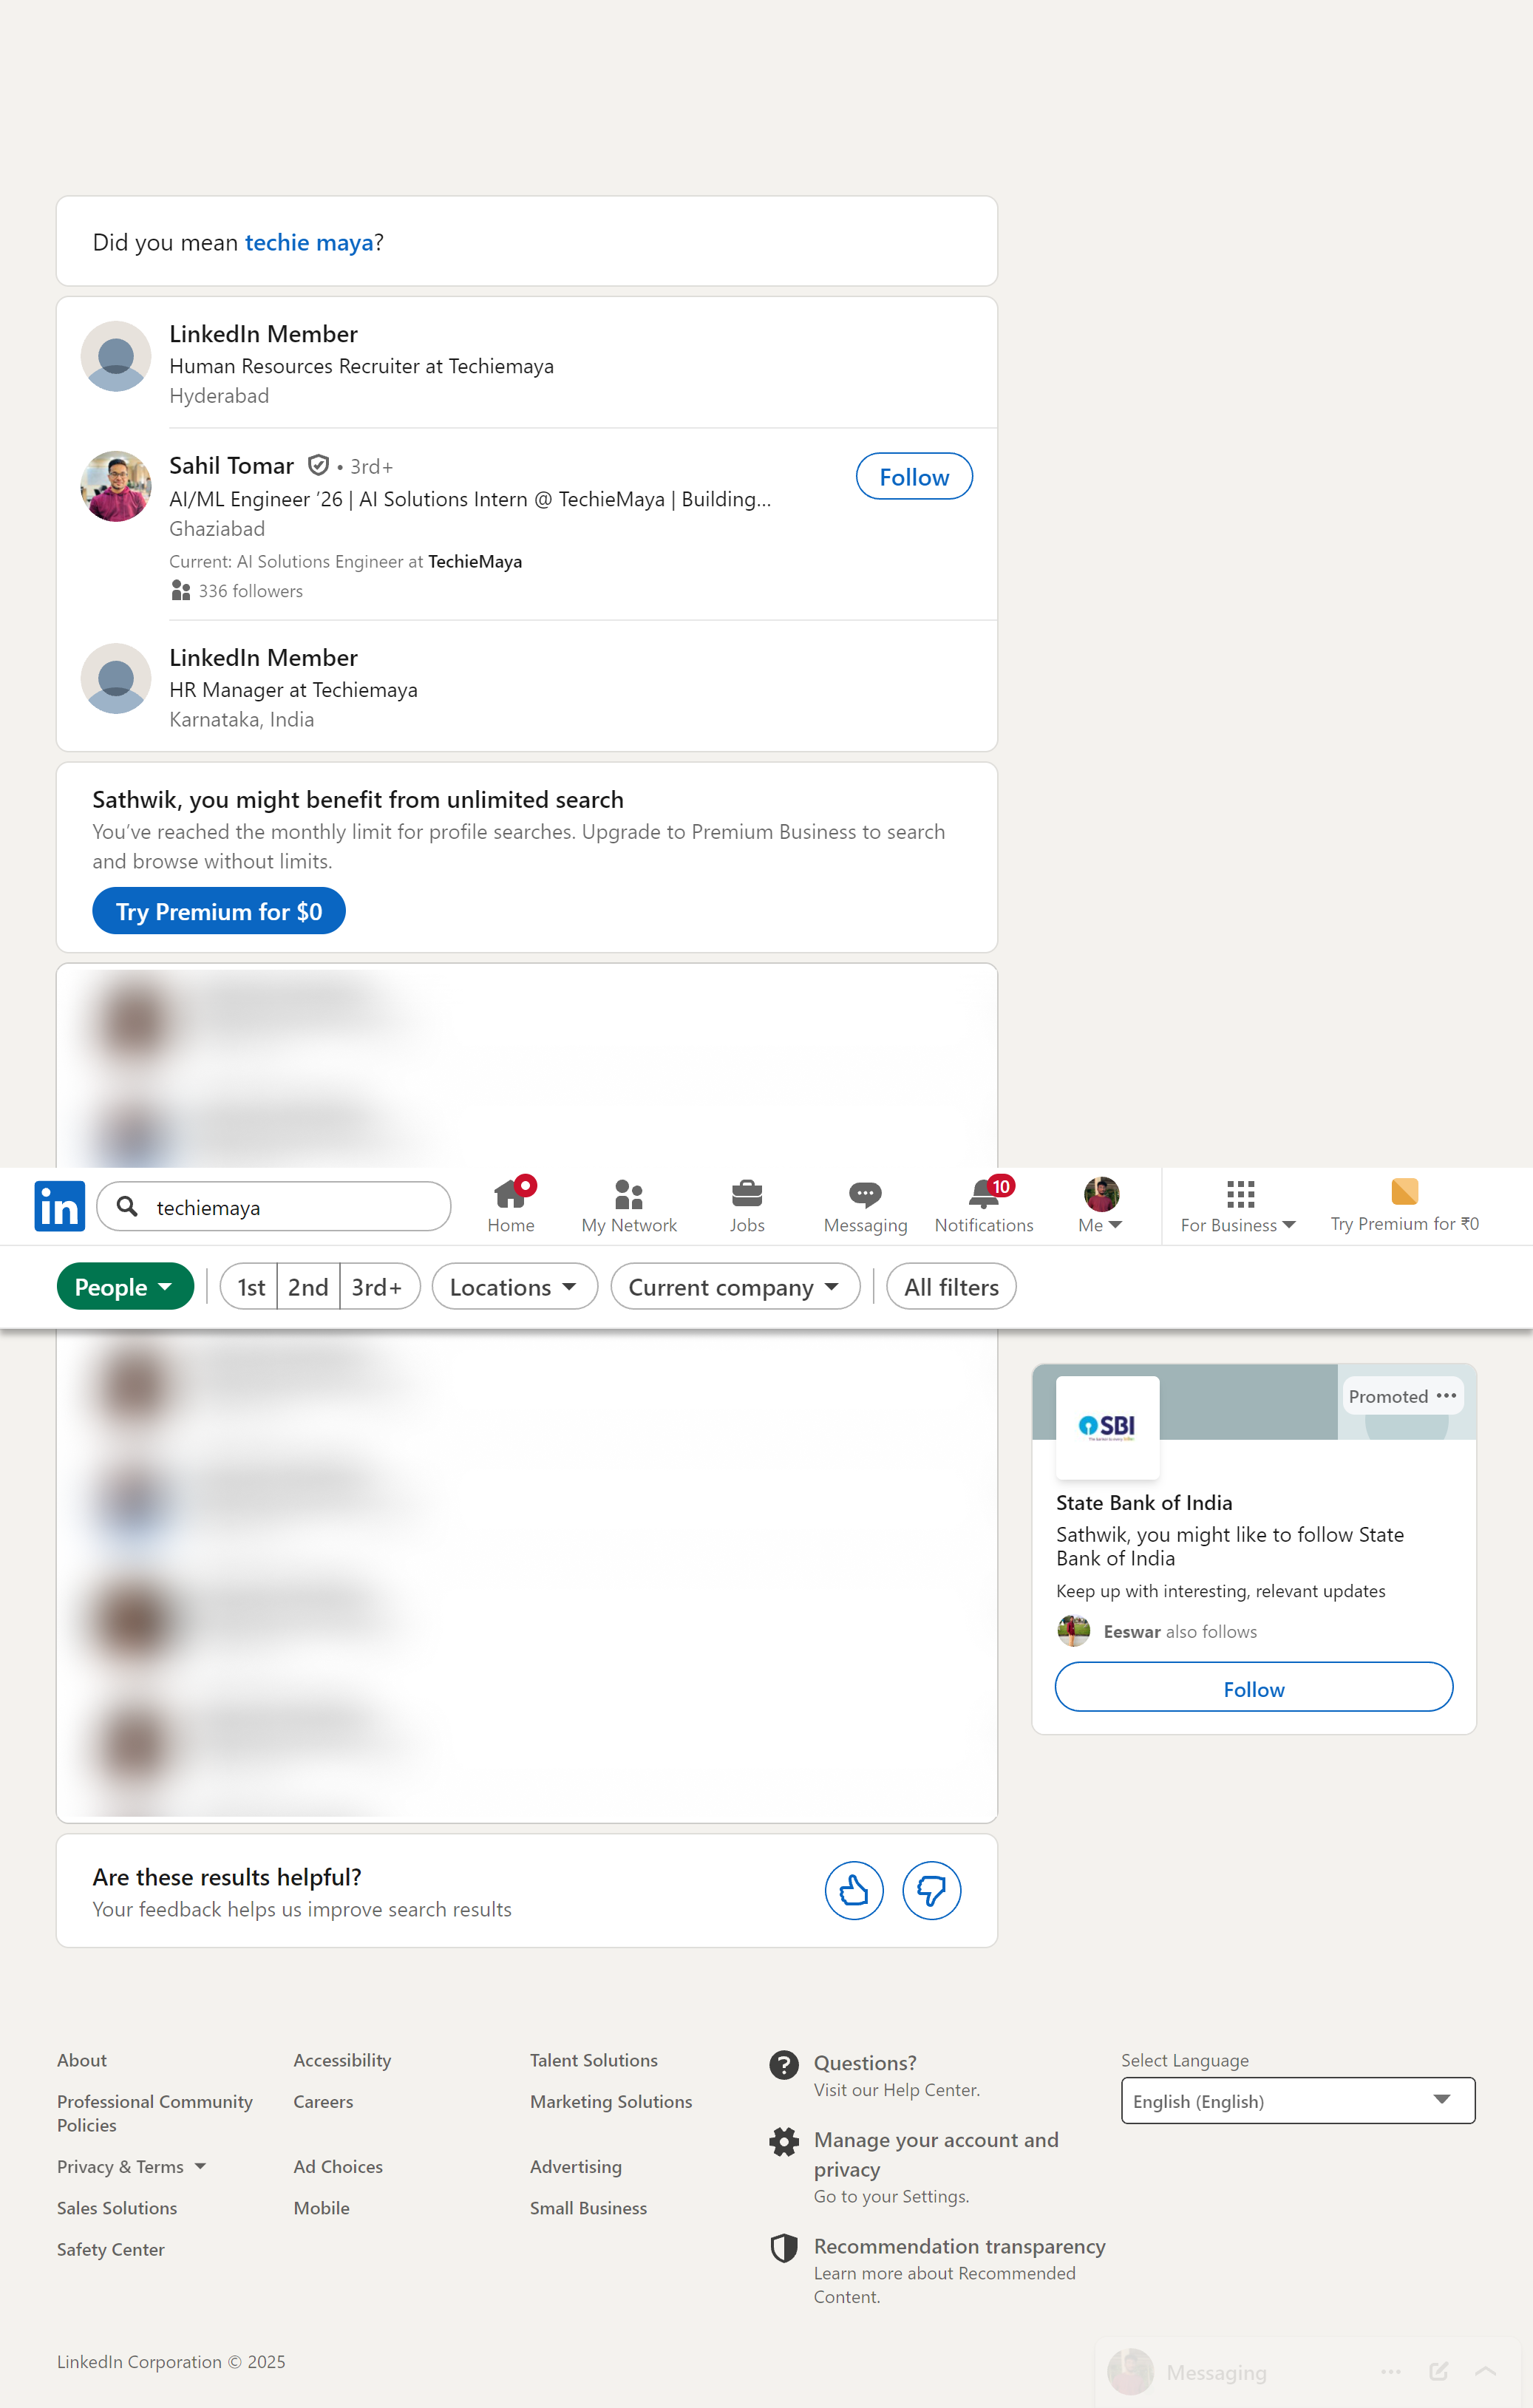 Did you mean techie maya?
LinkedIn Member
Human Resources Recruiter at Techiemaya
Hyderabad
Sahil Tomar • 3rd+
Follow
AI/ML Engineer ’26 | AI Solutions Intern @ TechieMaya | Building...
Ghaziabad
Current: AI Solutions Engineer at TechieMaya
336 followers
LinkedIn Member
HR Manager at Techiemaya
Karnataka, India
Sathwik, you might benefit from unlimited search
You’ve reached the monthly limit for profile searches. Upgrade to Premium Business to search
and browse without limits.
Try Premium for $0
in
techiemaya
Home
My Network
Jobs
Messaging
10
Notifications
Me
For Business
Try Premium for ₹0
People
1st
2nd
3rd+
Locations
Current company
All filters
Promoted
SBI
State Bank of India
Sathwik, you might like to follow State
Bank of India
Keep up with interesting, relevant updates
Eeswar also follows
Follow
Are these results helpful?
Your feedback helps us improve search results
About
Accessibility
Talent Solutions
Professional Community
Policies
Careers
Marketing Solutions
Privacy & Terms
Ad Choices
Advertising
Sales Solutions
Mobile
Small Business
Safety Center
Questions?
Visit our Help Center.
Manage your account and
privacy
Go to your Settings.
Recommendation transparency
Learn more about Recommended
Content.
Select Language
English (English)
LinkedIn Corporation © 2025
Messaging